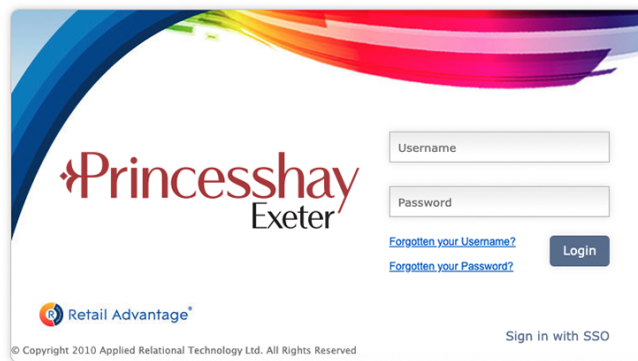 Princesshay
Exeter
Username
Password
Forgotten your Username?
Forgotten your Password?
Login
R Retail Advantage®
Sign in with SSO
© Copyright 2010 Applied Relational Technology Ltd. All Rights Reserved